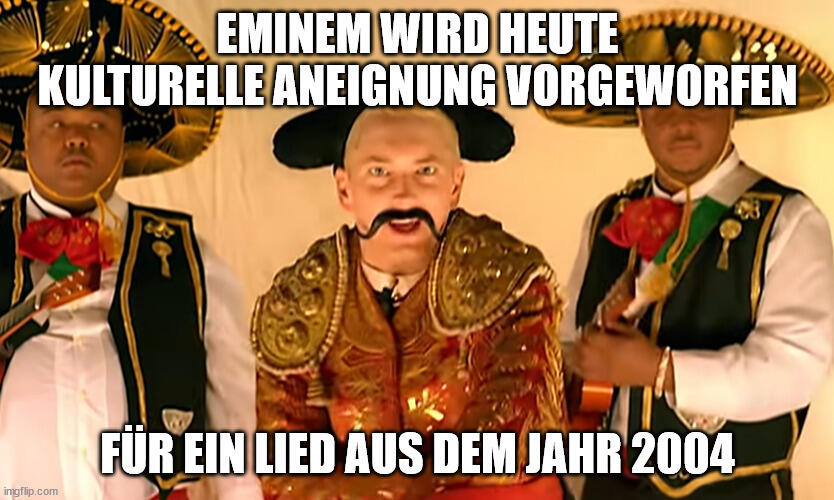 EMINEM WIRD HEUTE
KULTURELLE ANEIGNUNG VORGEWORFEN
FÜR EIN LIED AUS DEM JAHR 2004
imgflip.com